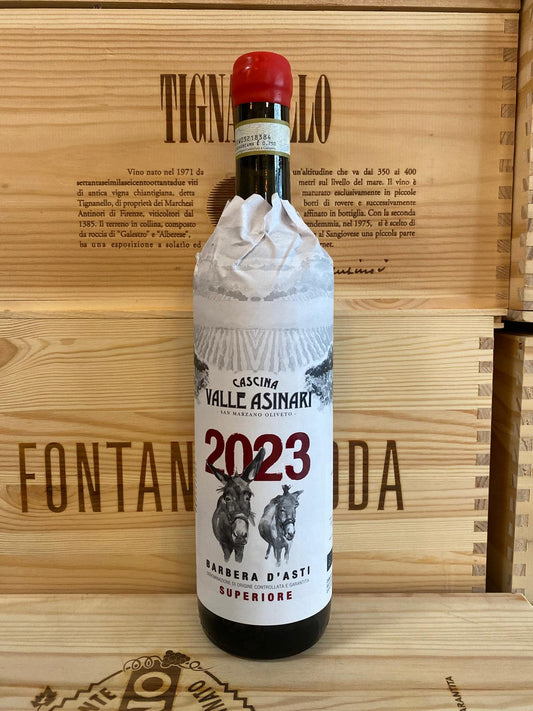 TIGNA LLO
Vino nato nel 1971 da
settantaseimilaseicentoottantadue viti
di antica vigna chiantigiana, detta
Tignanello, di proprietà dei Marchesi
Antinori di Firenze, viticoltori dal
1385. Il terreno in collina, composto
da roccia di "Galestro" e "Alberese",
ha una esposizione a solatio ed
un'altitudine che va dai 350 ai 400
metri sul livello del mare. Il vino è
maturato esclusivamente in piccole
botti di rovere e successivamente
affinato in bottiglia. Con la seconda
vendemmia, nel 1975, si è scelto di
al Sangiovese una piccola parte
FONTAN ODA
CASCINA
VALLE ASINARI
· SAN MARZANO OLIVETO ·
2023
BARBERA D'ASTI
DENOMINAZIONE DI ORIGINE CONTROLLATA E GARANTITA
SUPERIORE